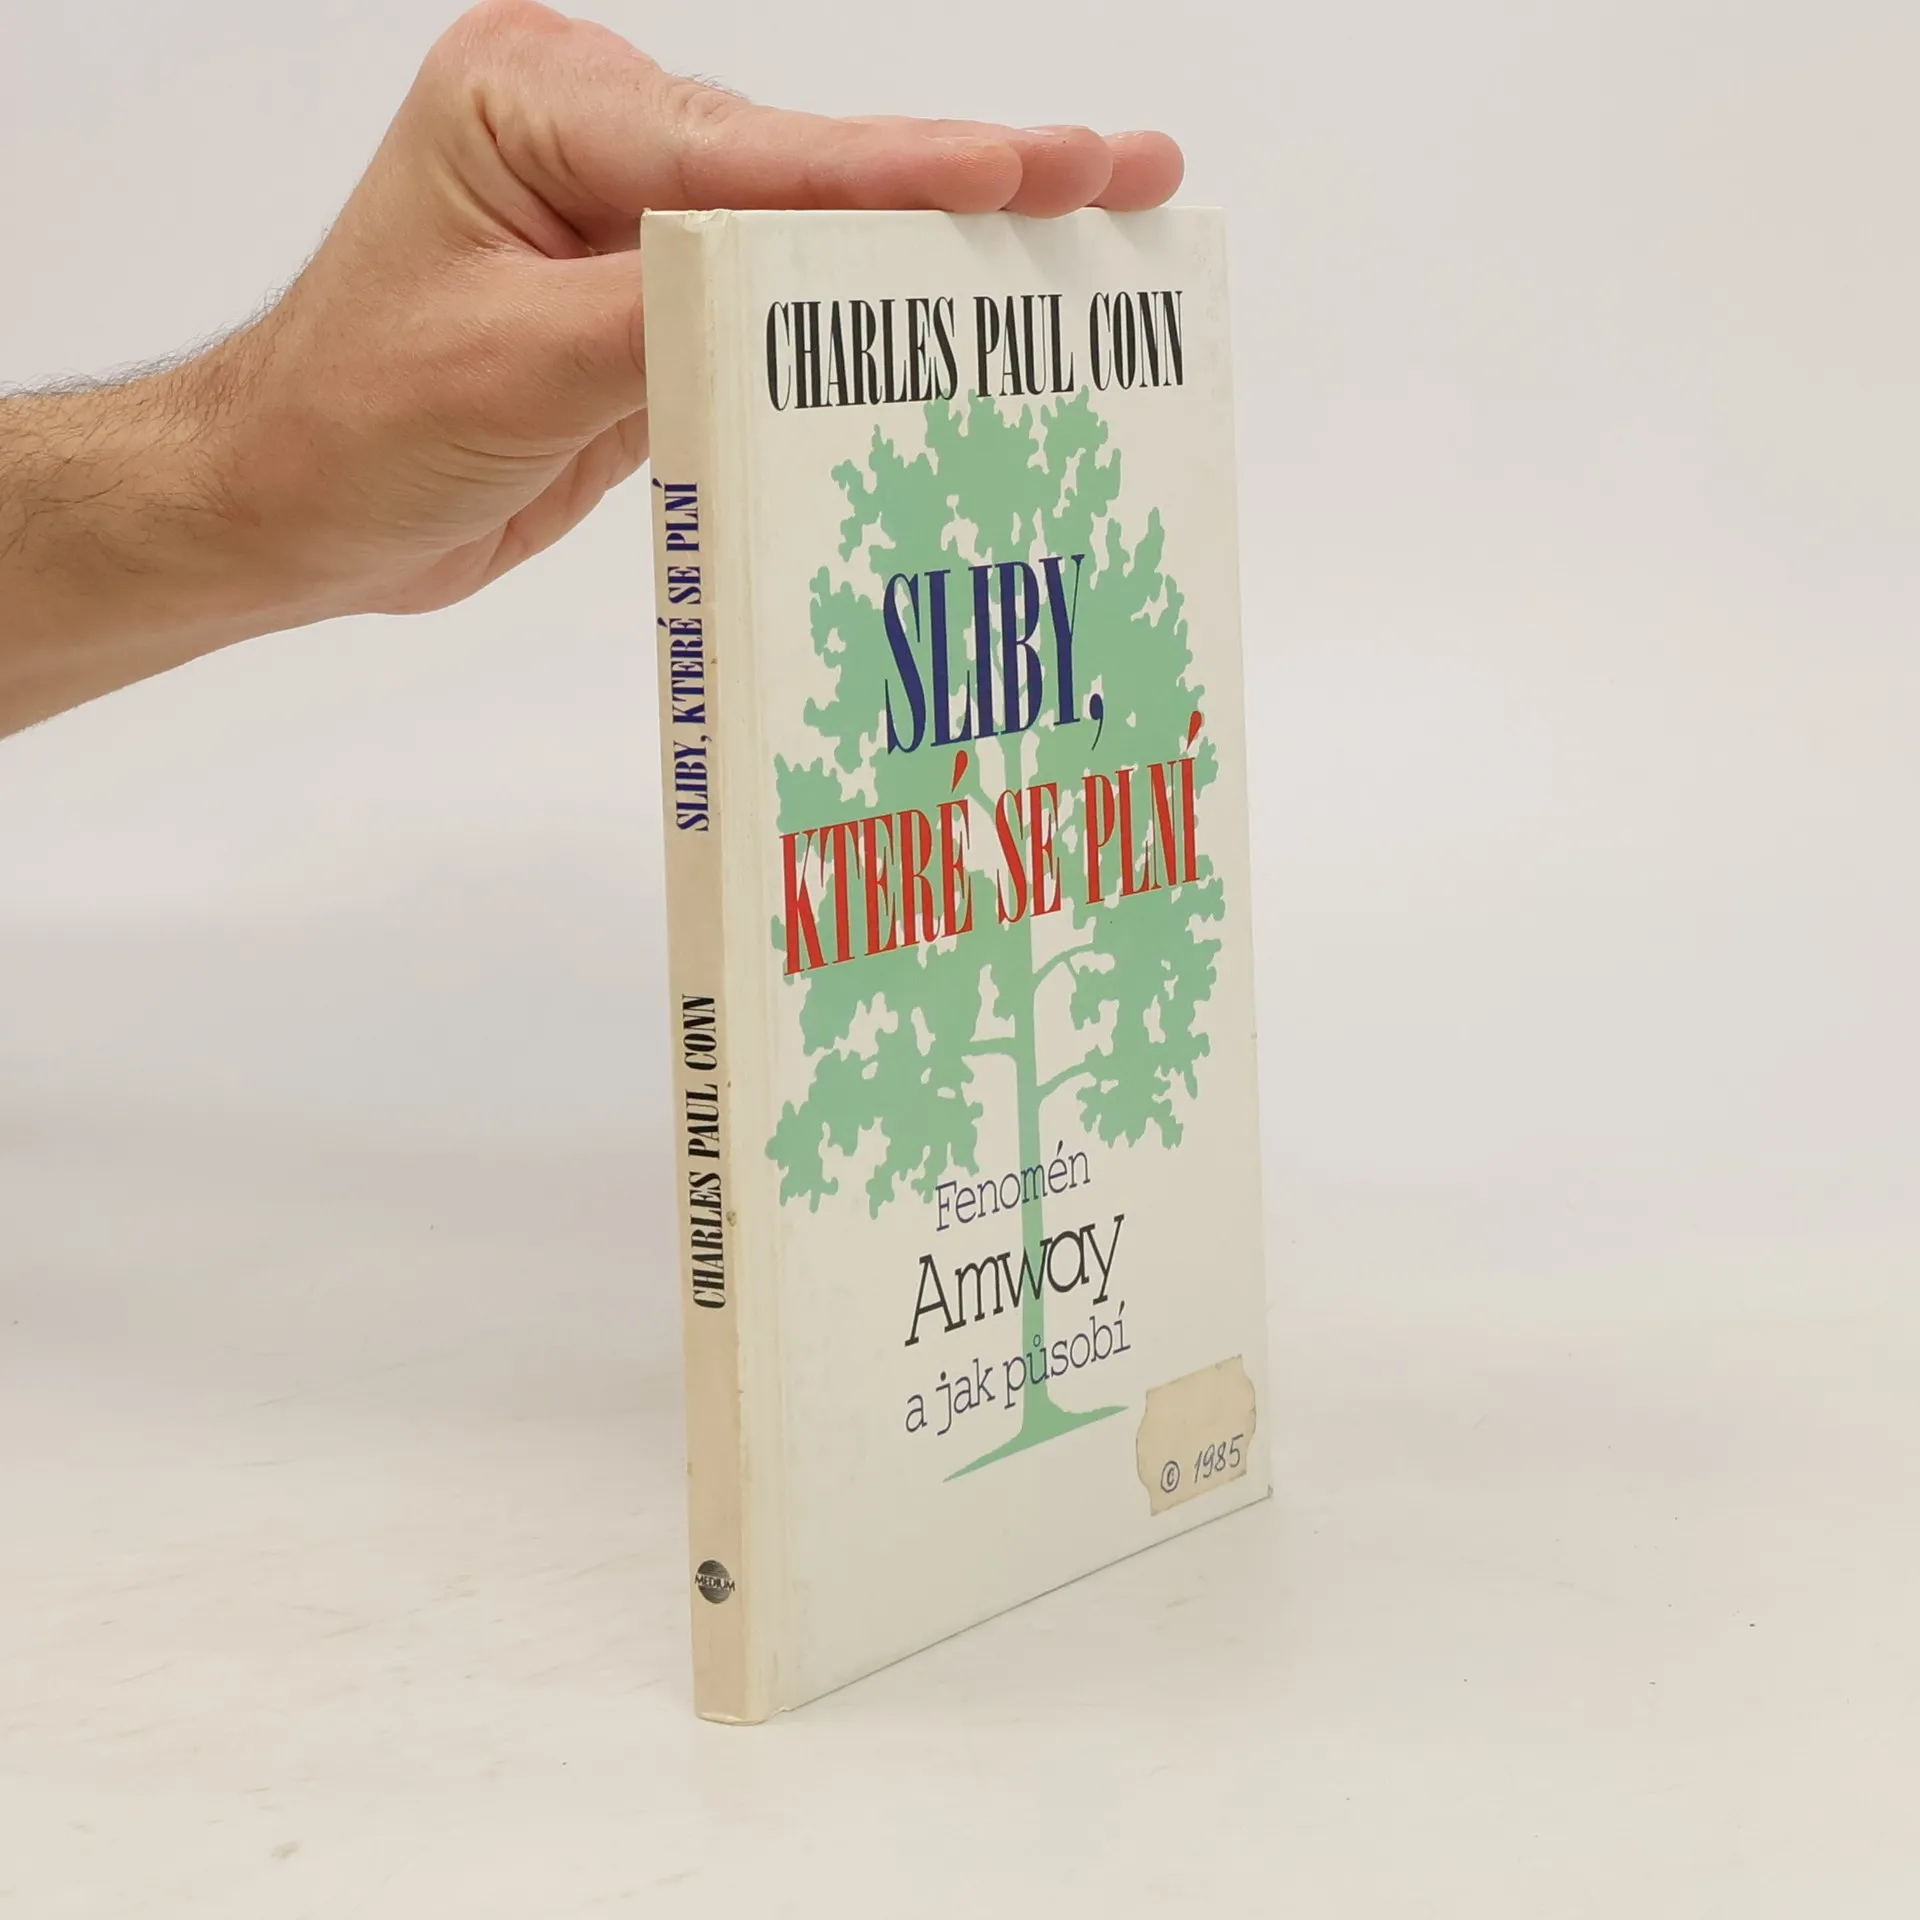 CHARLES PAUL CONN
SLIBY,
KTERÉ SE PLNÍ
Fenomén
Amway
a jak působí
© 1985
SLIBY, KTERÉ SE PLNÍ
CHARLES PAUL CONN
MEDIUM